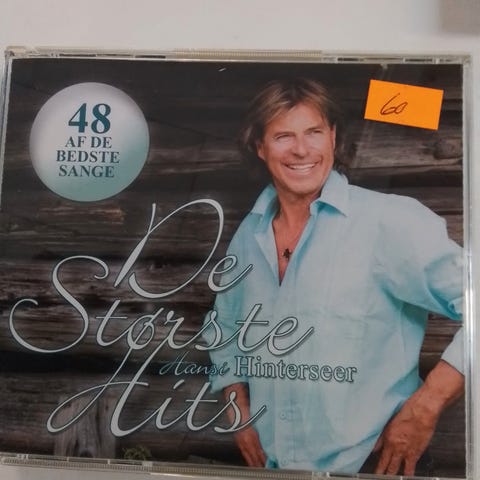 48
AF DE
BEDSTE
SANGE
60
De
Største
Hansi Hinterseer
Hits